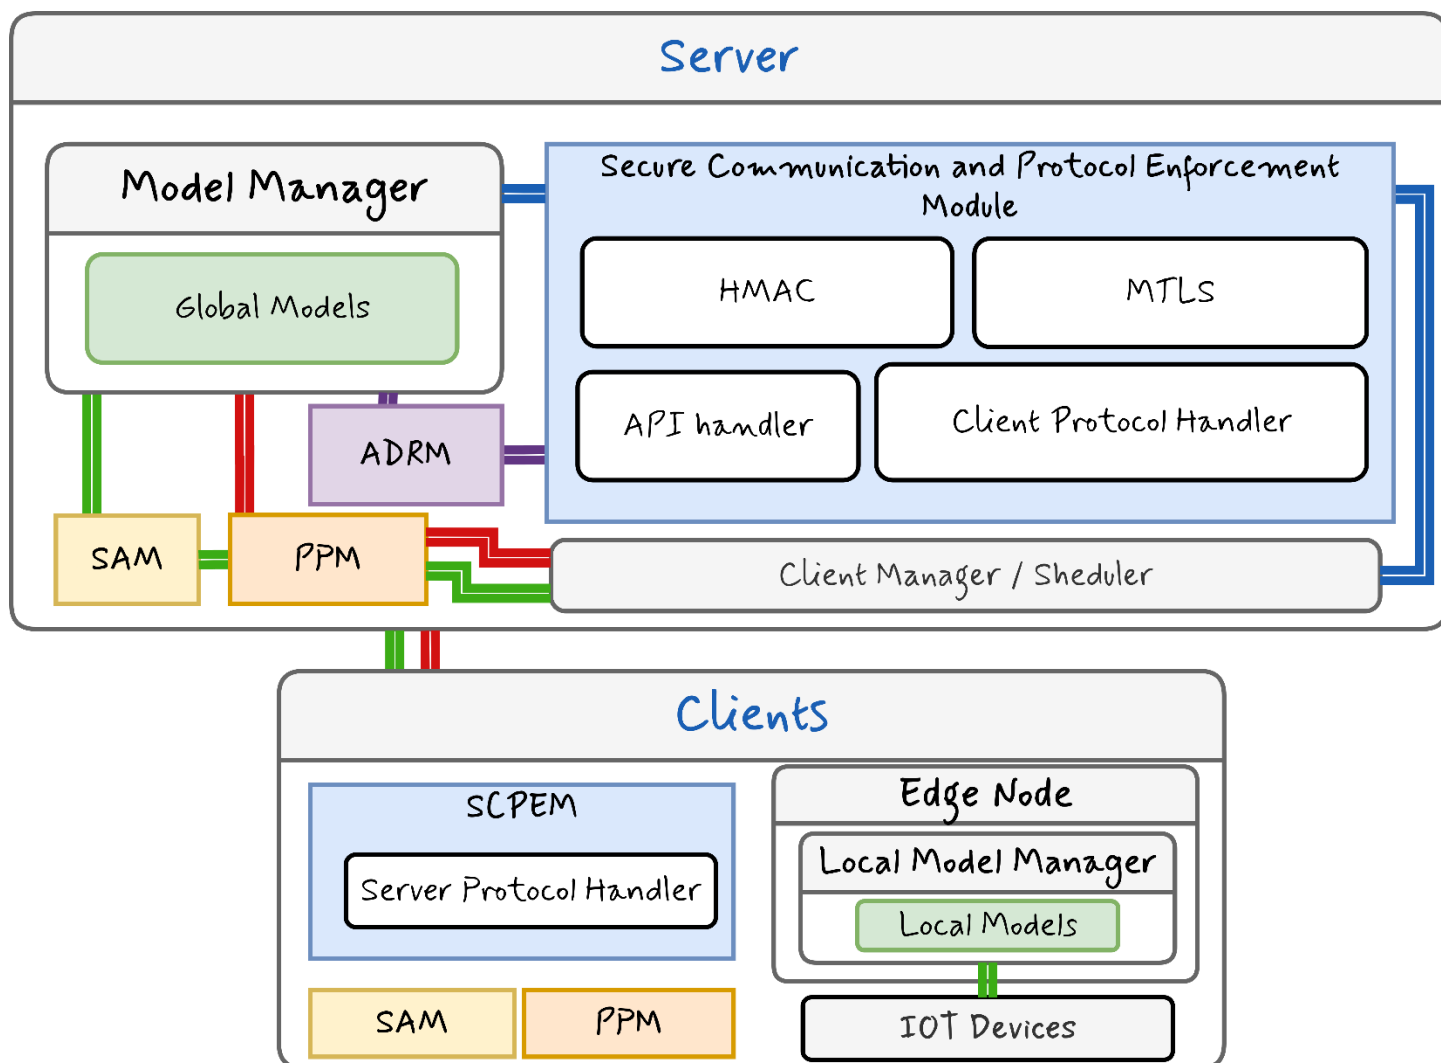 Server
Model Manager
Global Models
Secure Communication and Protocol Enforcement
Module
HMAC
MTLS
API handler
Client Protocol Handler
ADRM
SAM
PPM
Client Manager / Sheduler
Clients
SCPEM
Server Protocol Handler
SAM
PPM
Edge Node
Local Model Manager
Local Models
IOT Devices